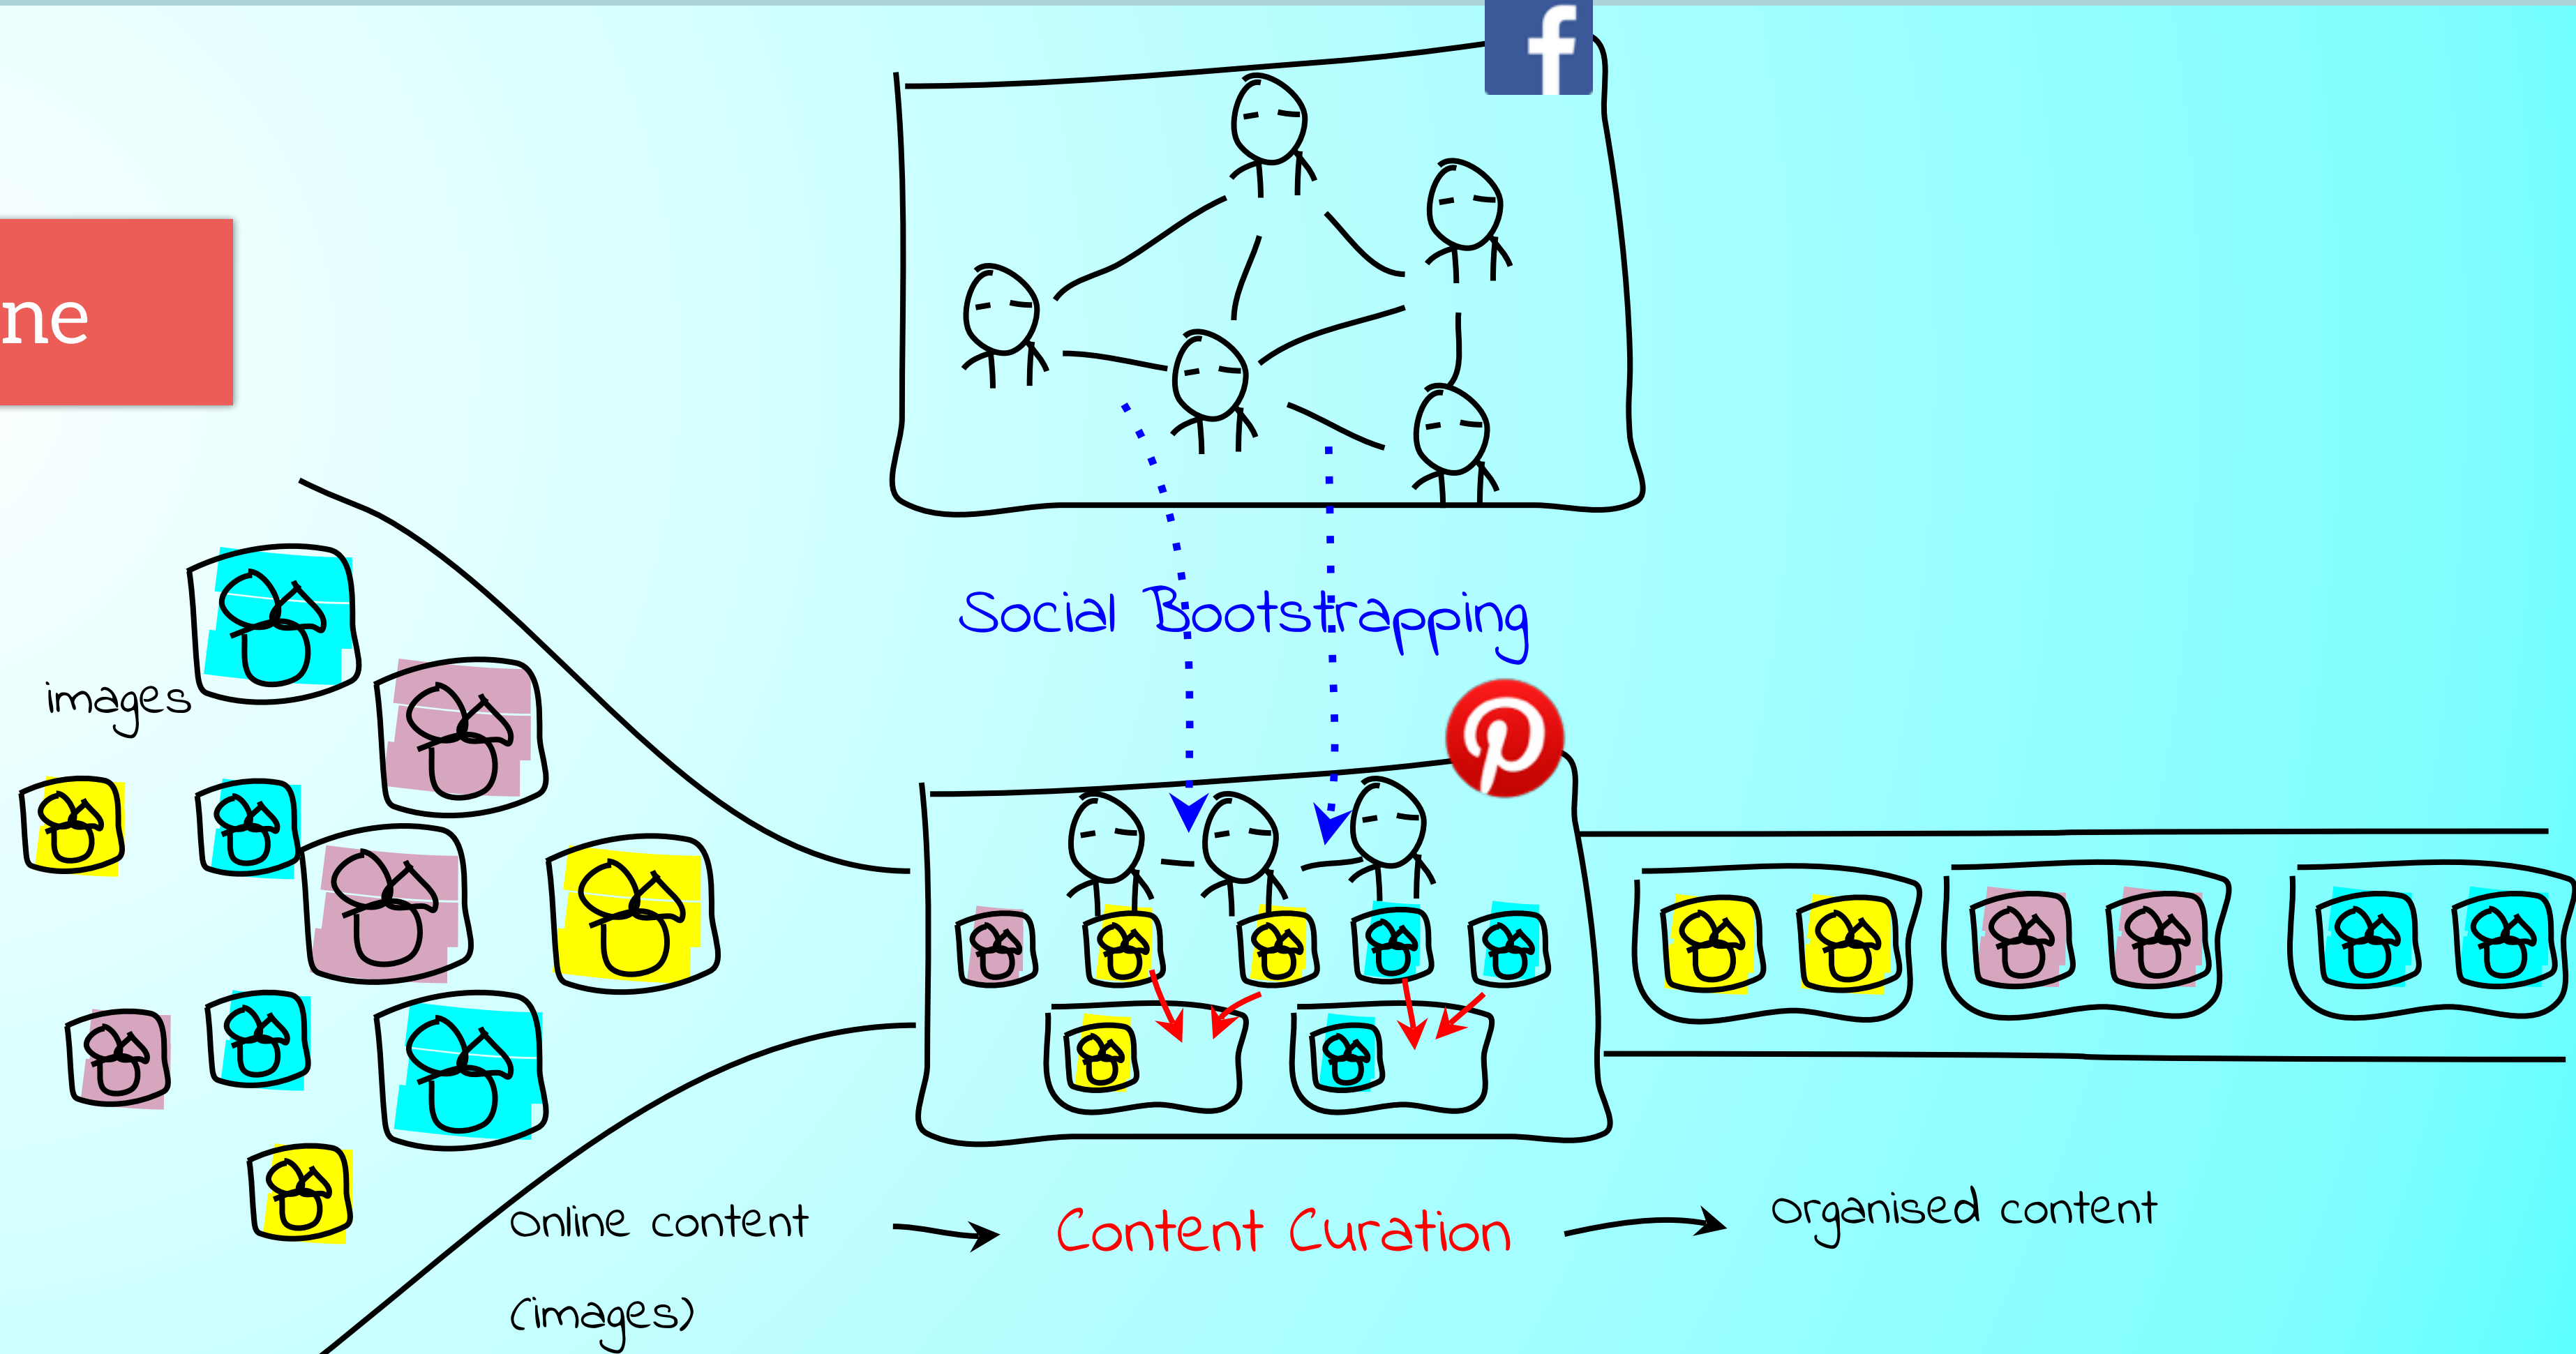 ne
Social Bootstrapping
images
Online content
(images)
Content Curation
Organised content